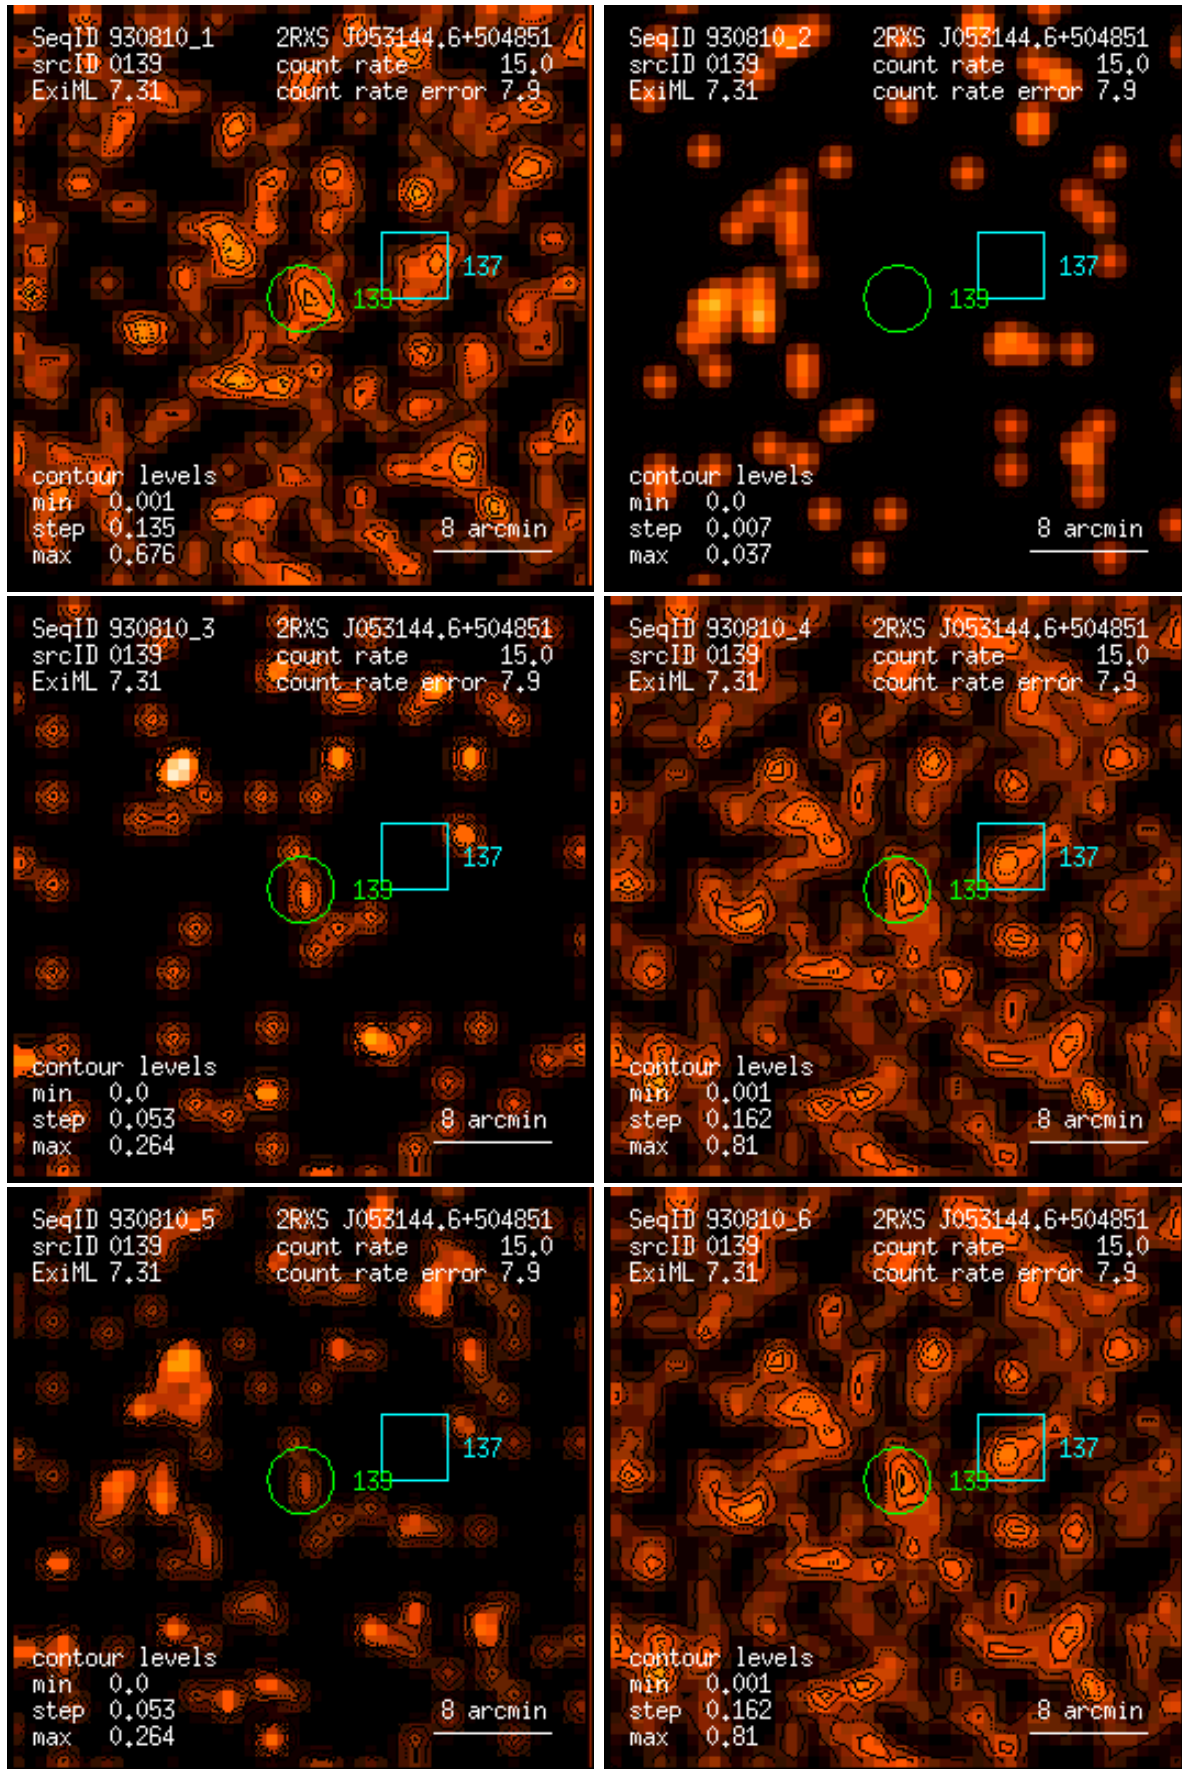 SeqID 930810_1 2RXS J053144.6+504851
srcID 0139 count rate 15.0
ExiML 7.31 count rate error 7.9
137
139
contour levels
min 0.001
step 0.135
max 0.676
8 arcmin
SeqID 930810_2 2RXS J053144.6+504851
srcID 0139 count rate 15.0
ExiML 7.31 count rate error 7.9
137
139
contour levels
min 0.0
step 0.007
max 0.037
8 arcmin
SeqID 930810_3 2RXS J053144.6+504851
srcID 0139 count rate 15.0
ExiML 7.31 count rate error 7.9
137
139
contour levels
min 0.0
step 0.053
max 0.264
8 arcmin
SeqID 930810_4 2RXS J053144.6+504851
srcID 0139 count rate 15.0
ExiML 7.31 count rate error 7.9
137
139
contour levels
min 0.001
step 0.162
max 0.81
8 arcmin
SeqID 930810_5 2RXS J053144.6+504851
srcID 0139 count rate 15.0
ExiML 7.31 count rate error 7.9
137
139
contour levels
min 0.0
step 0.053
max 0.264
8 arcmin
SeqID 930810_6 2RXS J053144.6+504851
srcID 0139 count rate 15.0
ExiML 7.31 count rate error 7.9
137
139
contour levels
min 0.001
step 0.162
max 0.81
8 arcmin